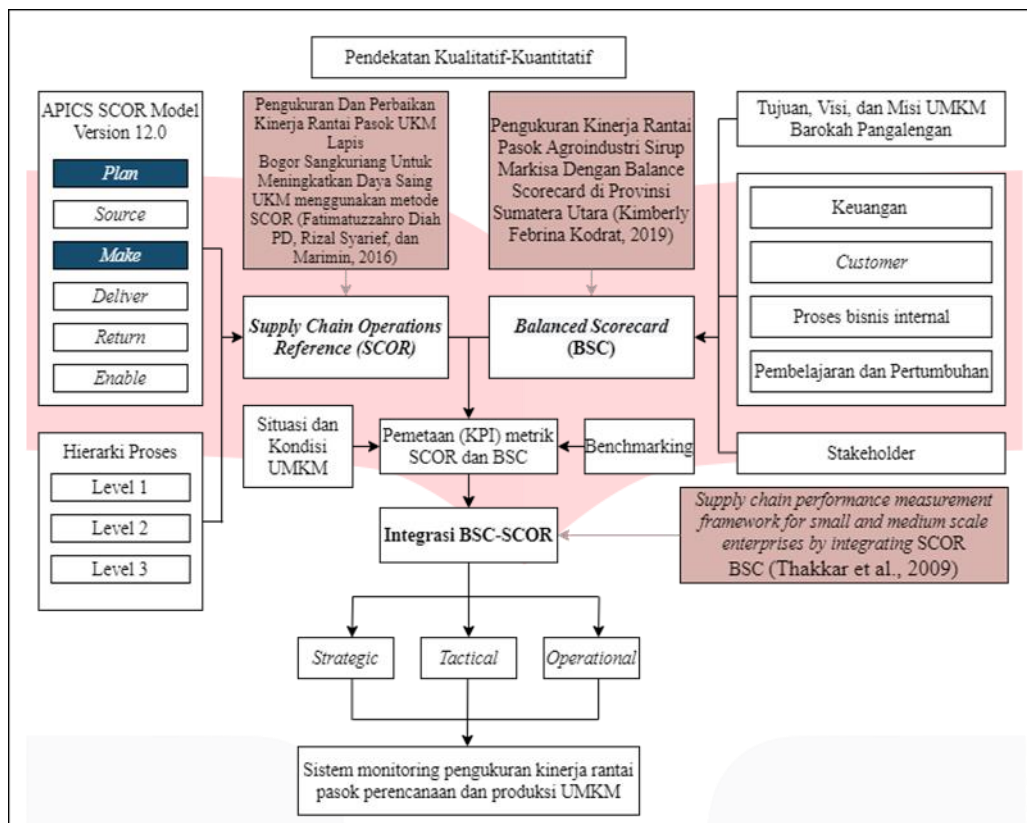 Pendekatan Kualitatif-Kuantitatif
APICS SCOR Model
Version 12.0
Plan
Source
Make
Deliver
Return
Enable
Hierarki Proses
Level 1
Level 2
Level 3
Pengukuran Dan Perbaikan
Kinerja Rantai Pasok UKM
Lapis
Bogor Sangkuriang Untuk
Meningkatkan Daya Saing
UKM menggunakan metode
SCOR (Fatimatuzzahro Diah
PD, Rizal Syarief, dan
Marimin, 2016)
Pengukuran Kinerja Rantai
Pasok Agroindustri Sirup
Markisa Dengan Balance
Scorecard di Provinsi
Sumatera Utara (Kimberly
Febrina Kodrat, 2019)
Tujuan, Visi, dan Misi UMKM
Barokah Pangalengan
Keuangan
Customer
Proses bisnis internal
Pembelajaran dan Pertumbuhan
Stakeholder
Supply Chain Operations
Reference (SCOR)
Balanced Scorecard
(BSC)
Situasi dan
Kondisi
UMKM
Pemetaan (KPI) metrik
SCOR dan BSC
Benchmarking
Integrasi BSC-SCOR
Supply chain performance measurement
framework for small and medium scale
enterprises by integrating SCOR
BSC (Thakkar et al., 2009)
Strategic
Tactical
Operational
Sistem monitoring pengukuran kinerja rantai
pasok perencanaan dan produksi UMKM